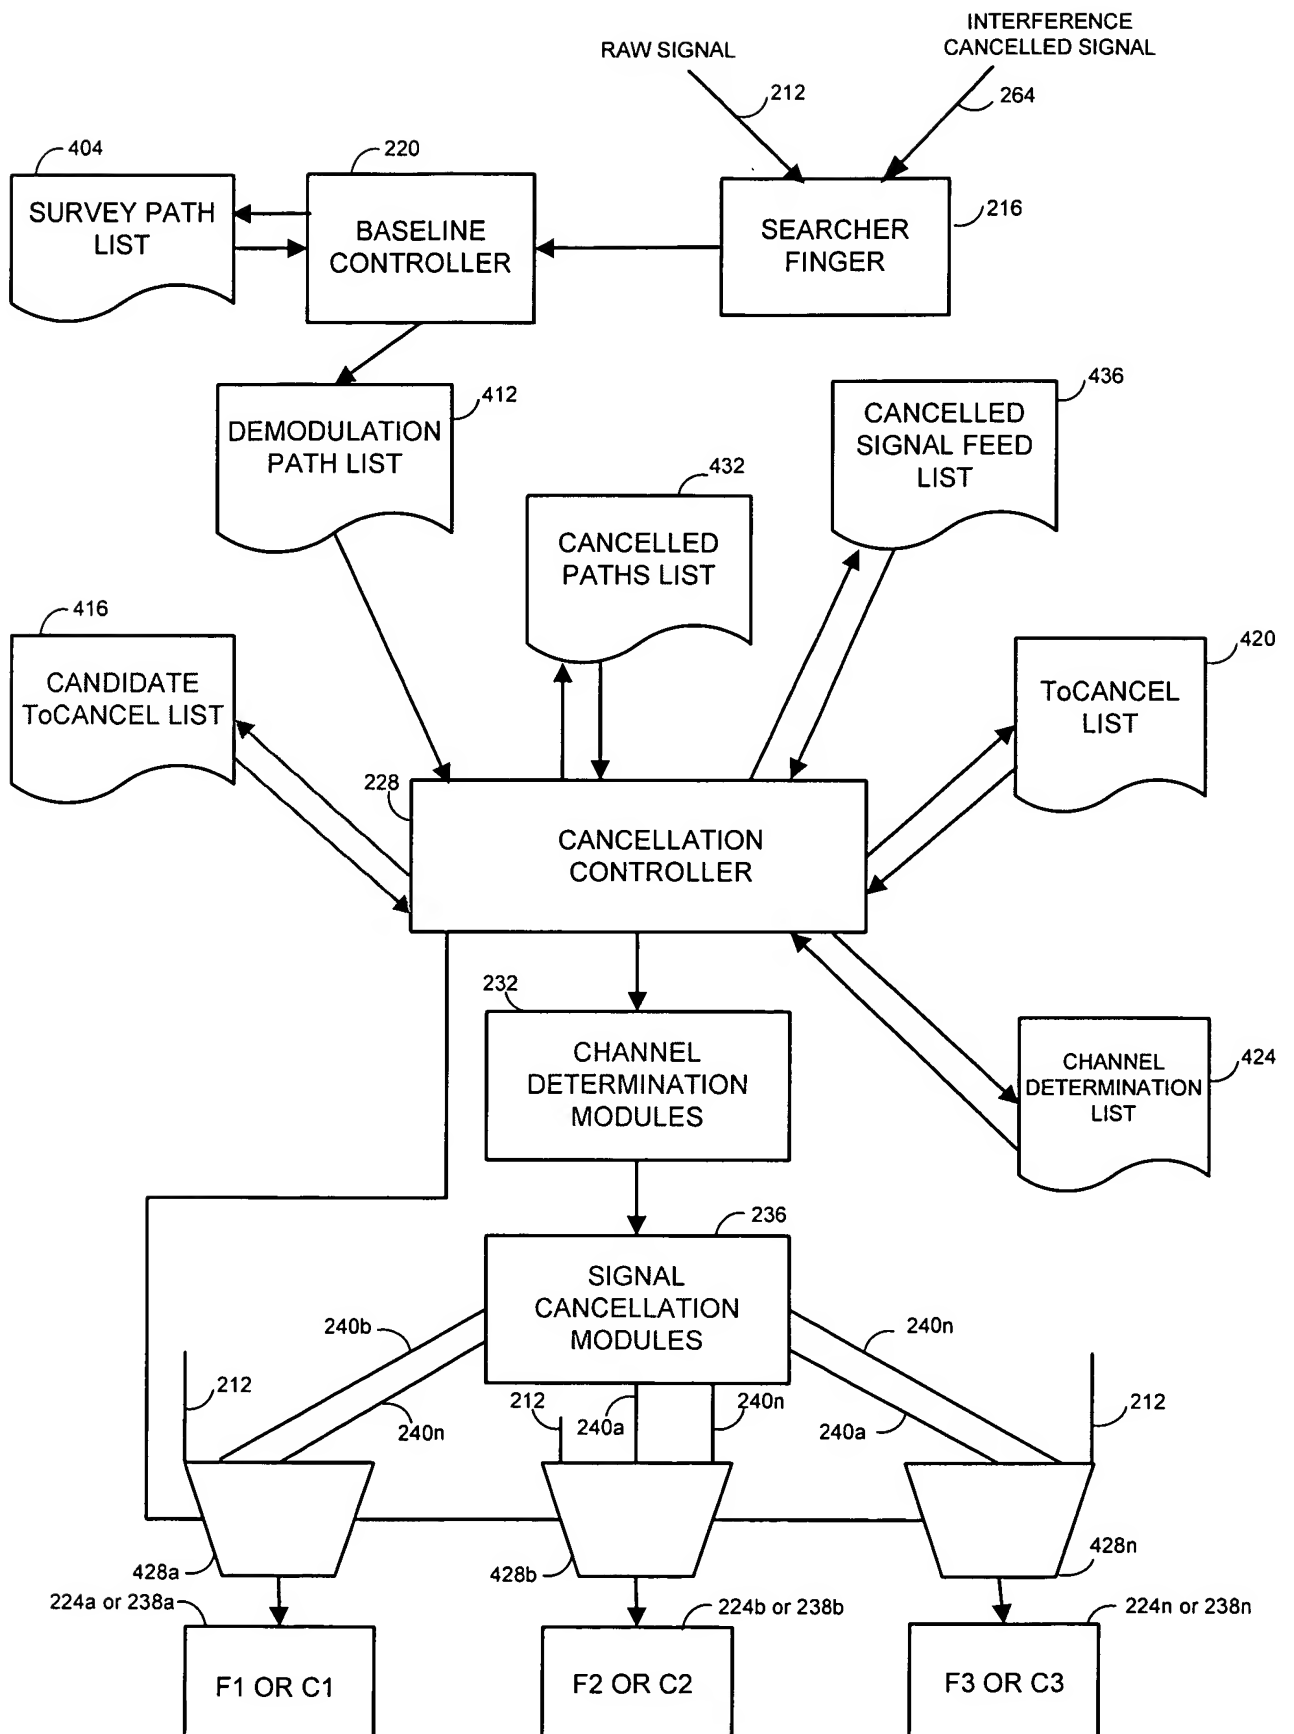 INTERFERENCE
CANCELLED SIGNAL
RAW SIGNAL
212
264
404
220
216
SURVEY PATH
LIST
BASELINE
CONTROLLER
SEARCHER
FINGER
412
436
DEMODULATION
PATH LIST
CANCELLED
SIGNAL FEED
LIST
432
CANCELLED
PATHS LIST
416
420
CANDIDATE
ToCANCEL LIST
ToCANCEL
LIST
228
CANCELLATION
CONTROLLER
232
CHANNEL
DETERMINATION
MODULES
424
CHANNEL
DETERMINATION
LIST
236
SIGNAL
CANCELLATION
MODULES
240b
240n
212
240n
212
240a
240n
240a
212
428a
428b
428n
224a or 238a
224b or 238b
224n or 238n
F1 OR C1
F2 OR C2
F3 OR C3